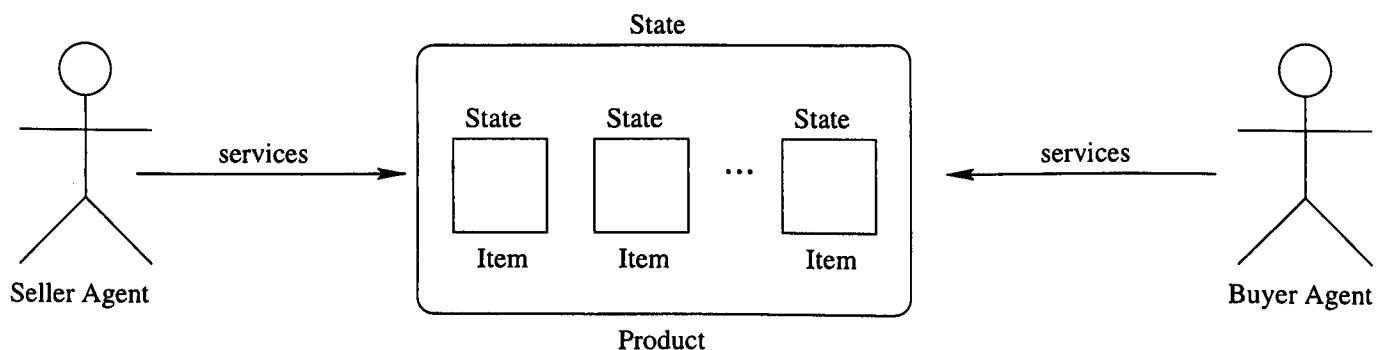 State
State State State
services services
...
Item Item Item
Seller Agent Buyer Agent
Product